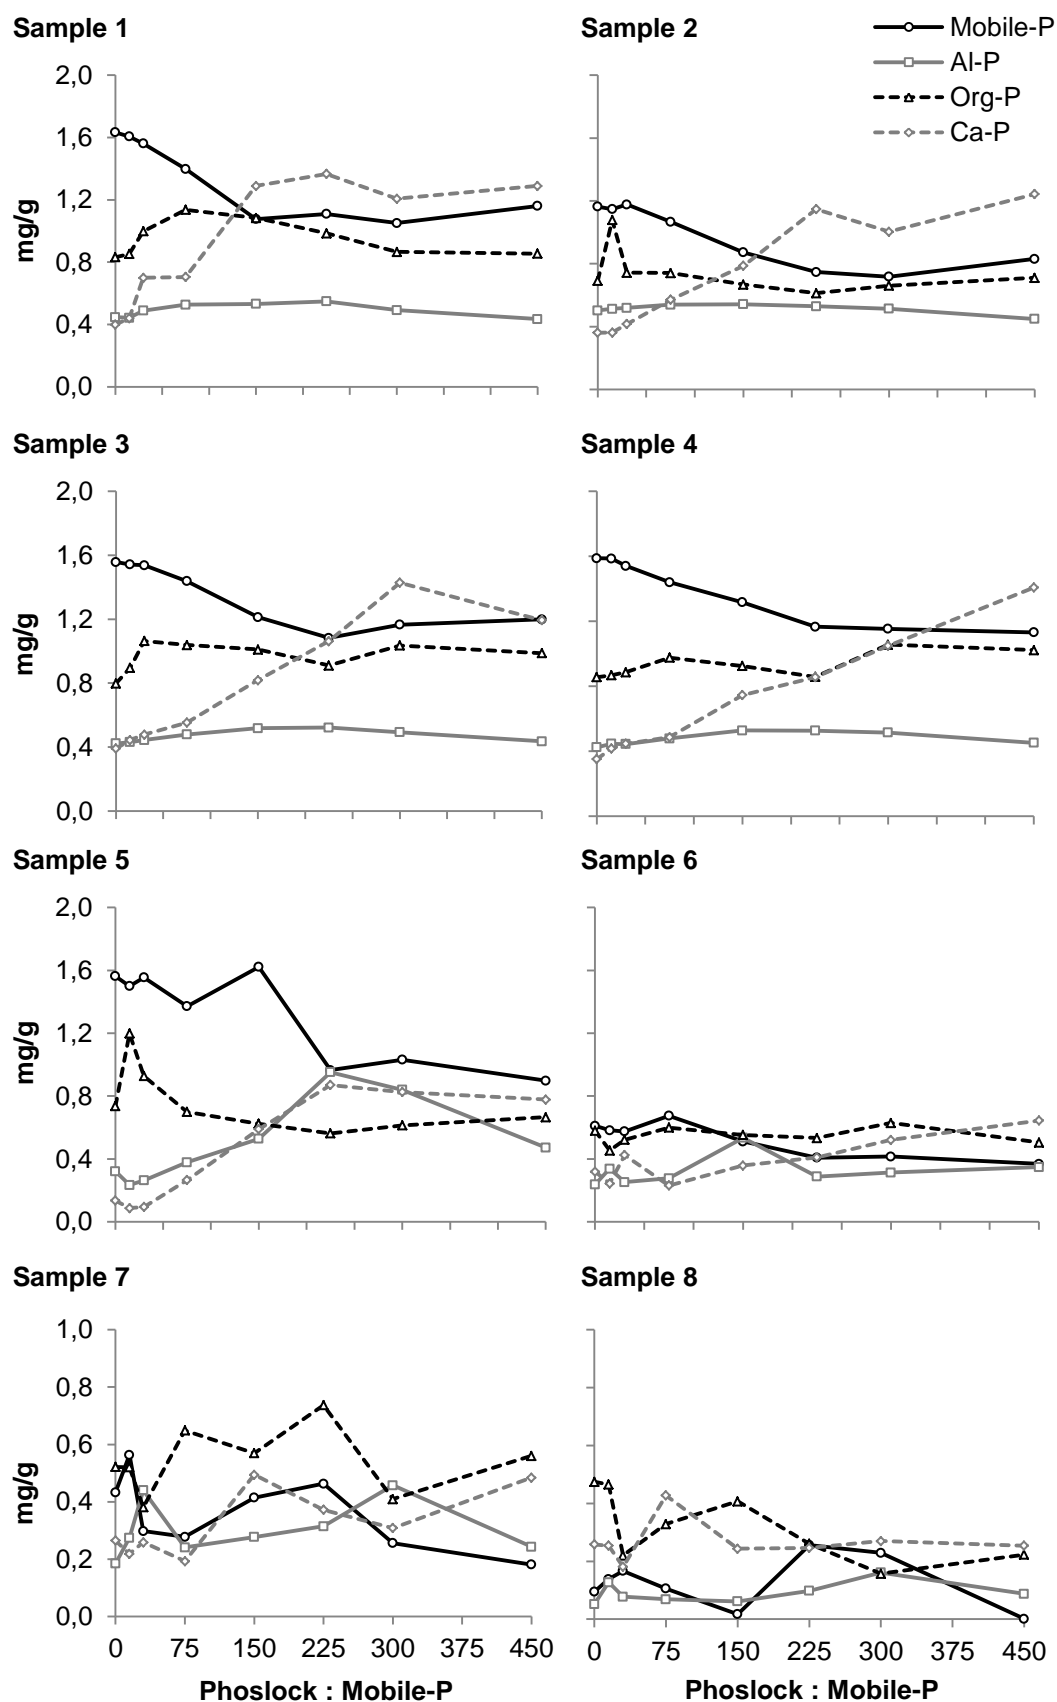 Sample 1
Sample 2
Mobile-P
Al-P
Org-P
Ca-P
2,0
1,6
1,2
0,8
0,4
0,0
mg/g
Sample 3
Sample 4
2,0
1,6
1,2
0,8
0,4
0,0
mg/g
Sample 5
Sample 6
2,0
1,6
1,2
0,8
0,4
0,0
mg/g
Sample 7
Sample 8
1,0
0,8
0,6
0,4
0,2
0,0
mg/g
0 75 150 225 300 375 450
0 75 150 225 300 375 450
Phoslock : Mobile-P
Phoslock : Mobile-P